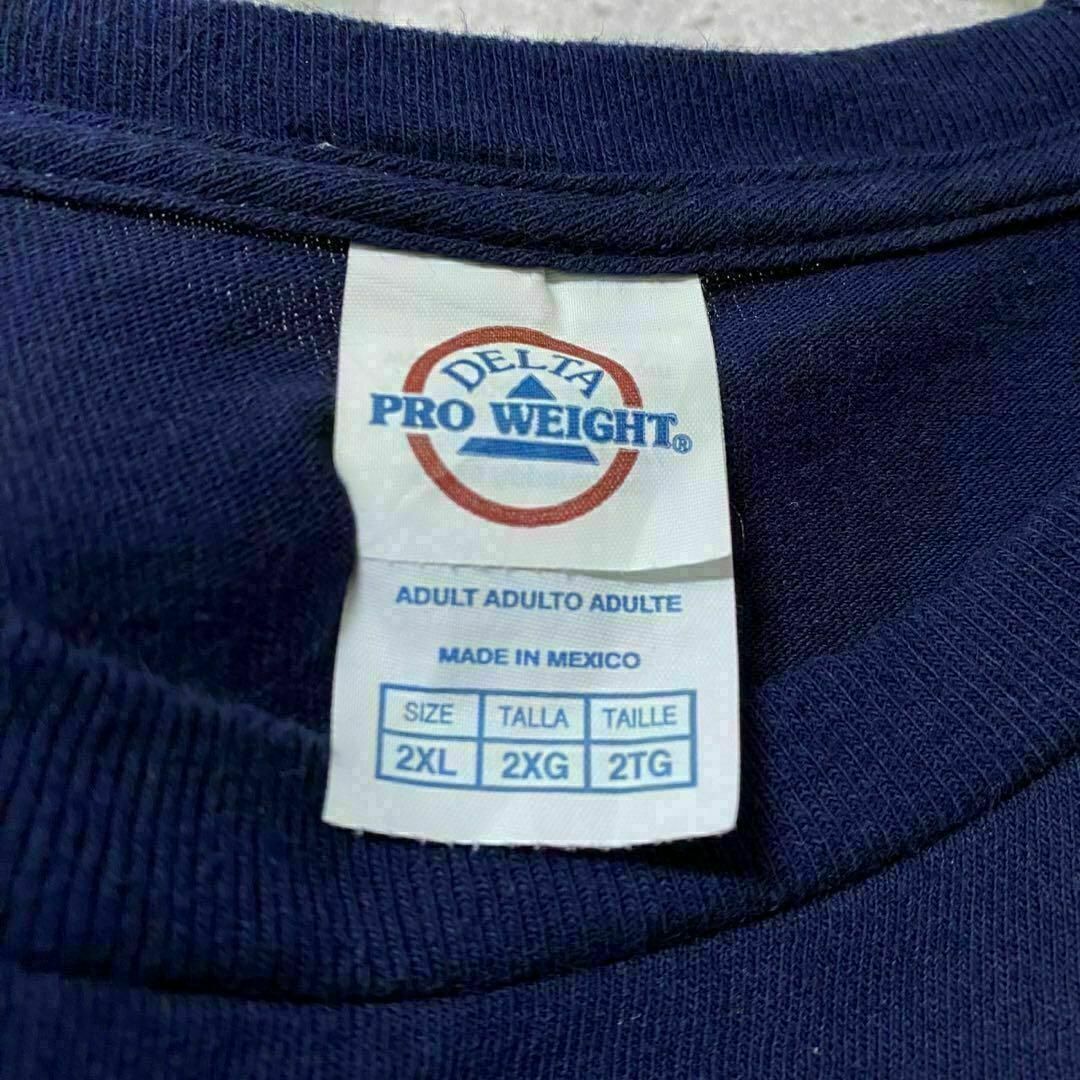 DELTA
PRO WEIGHT®
ADULT ADULTO ADULTE
MADE IN MEXICO
SIZE TALLA TAILLE
2XL 2XG 2TG